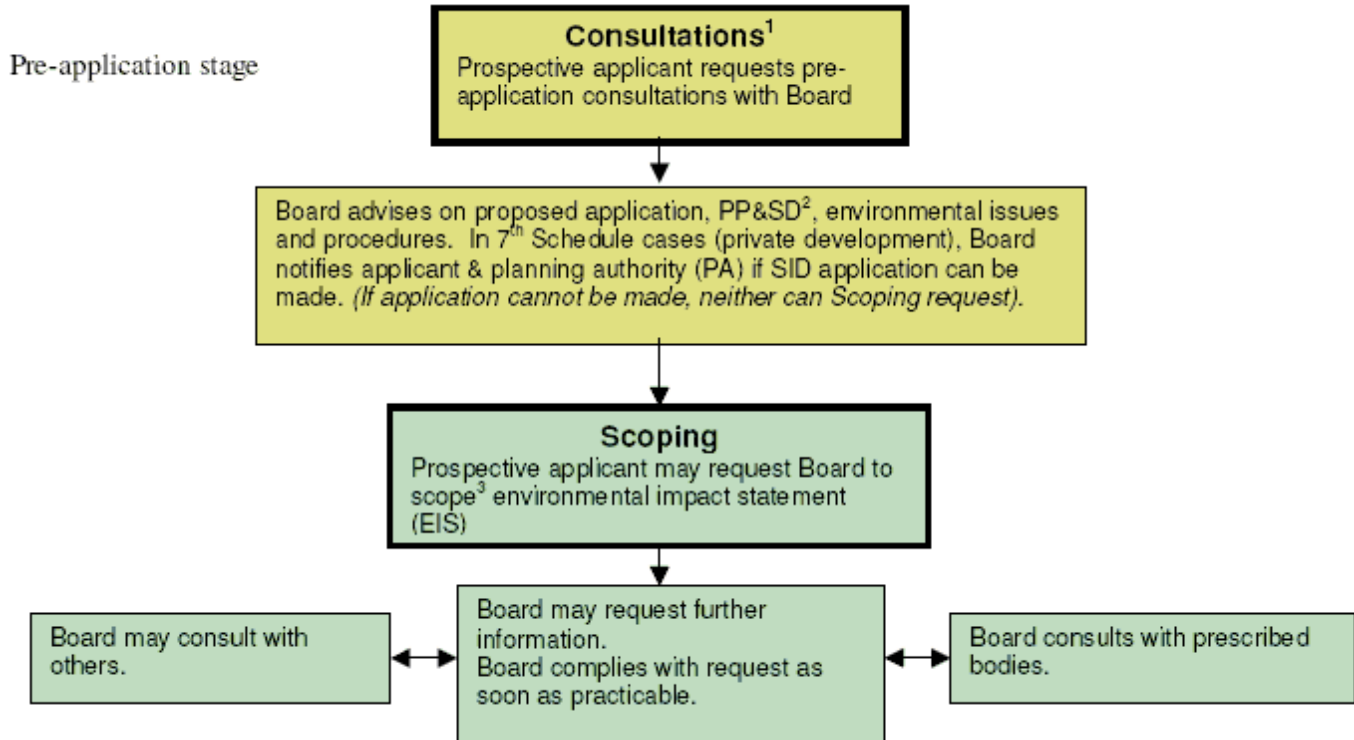 Pre-application stage
Consultations¹
Prospective applicant requests pre-
application consultations with Board
Board advises on proposed application, PP&SD², environmental issues
and procedures. In 7ᵗʰ Schedule cases (private development), Board
notifies applicant & planning authority (PA) if SID application can be
made. (If application cannot be made, neither can Scoping request).
Scoping
Prospective applicant may request Board to
scope³ environmental impact statement
(EIS)
Board may consult with
others.
Board may request further
information.
Board complies with request as
soon as practicable.
Board consults with prescribed
bodies.